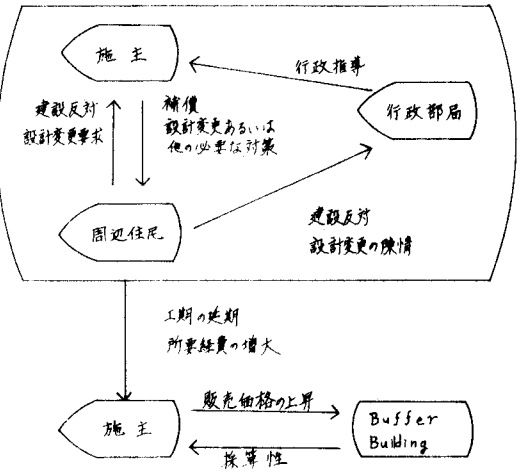 施主
行政指導
行政部局
建設反対
設計変更要求
補償
設計変更あるいは
他の必要な対策
周辺住民
建設反対
設計変更の陳情
工期の延期
所要経費の増大
施主
販売価格の上昇
採算性
Buffer
Building